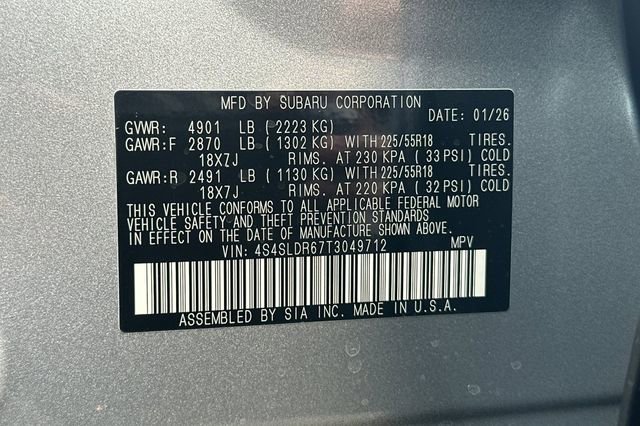 MFD BY SUBARU CORPORATION
DATE: 01/26
GVWR: 4901 LB (2223 KG)
GAWR:F 2870 LB (1302 KG) WITH 225/55R18 TIRES.
18X7J RIMS. AT 230 KPA (33 PSI) COLD
GAWR:R 2491 LB (1130 KG) WITH 225/55R18 TIRES.
18X7J RIMS. AT 220 KPA (32 PSI) COLD
THIS VEHICLE CONFORMS TO ALL APPLICABLE FEDERAL MOTOR
VEHICLE SAFETY AND THEFT PREVENTION STANDARDS
IN EFFECT ON THE DATE OF MANUFACTURE SHOWN ABOVE.
VIN: 4S4SLDR67T3049712 MPV
ASSEMBLED BY SIA INC. MADE IN U.S.A.